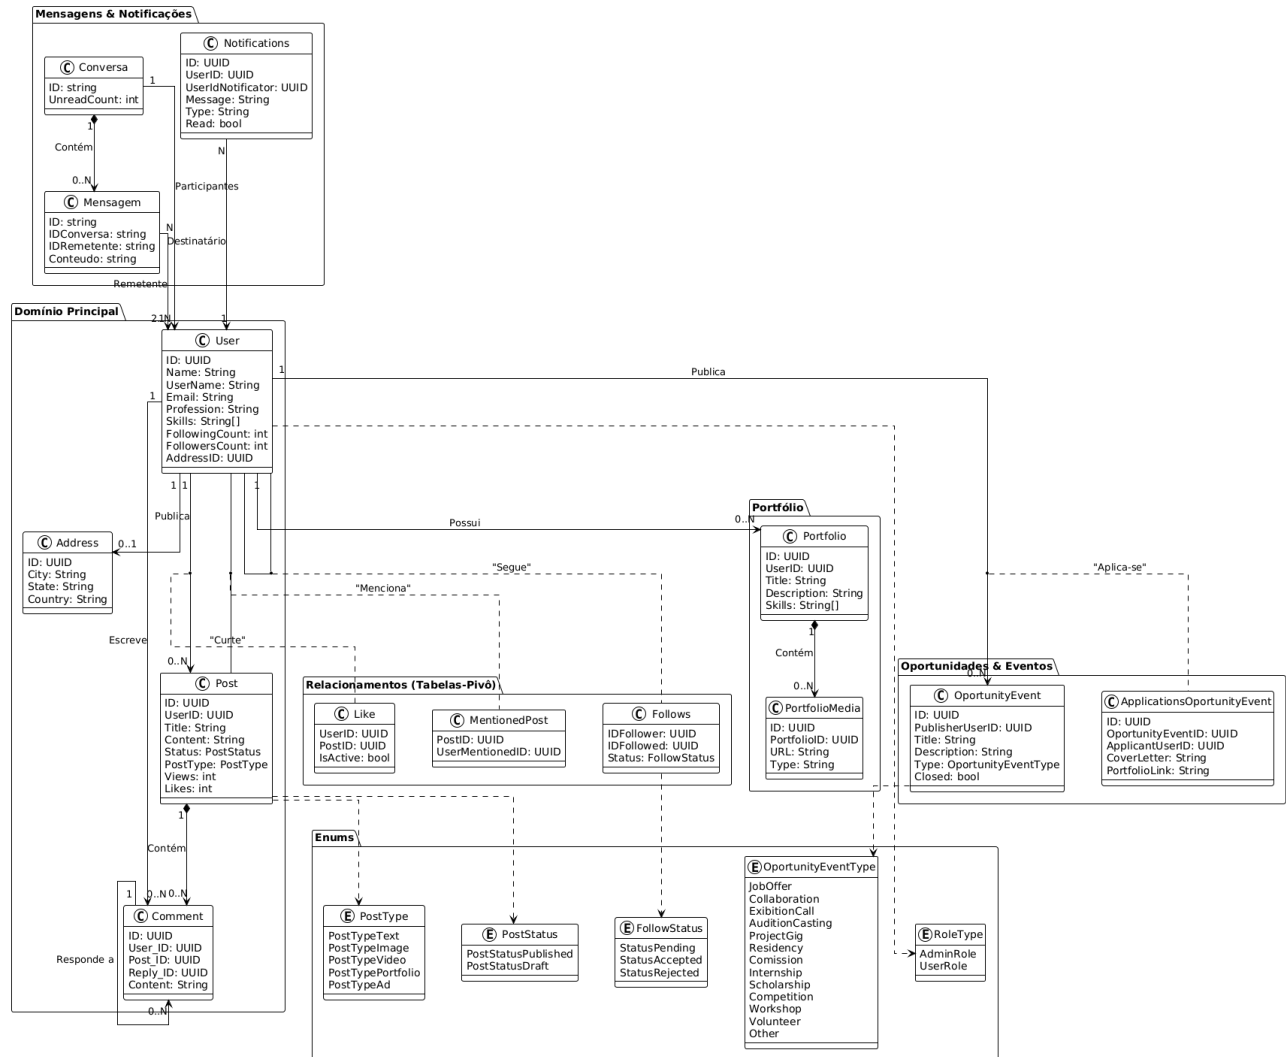 Mensagens & Notificações
C Notifications
ID: UUID
UserID: UUID
UserIdNotificator: UUID
Message: String
Type: String
Read: bool
C Conversa
ID: string
UnreadCount: int
1
1
Contém
0..N
C Mensagem
ID: string
IDConversa: string
IDRemetente: string
Conteudo: string
N
Participantes
N
Destinatário
Remetente
1
Domínio Principal
C User
ID: UUID
Name: String
UserName: String
Email: String
Profession: String
Skills: String[]
FollowingCount: int
FollowersCount: int
AddressID: UUID
1
Publica
1
1
1
Publica
1
Possui
0..N
C Address
ID: UUID
City: String
State: String
Country: String
0..1
Portfólio
C Portfolio
ID: UUID
UserID: UUID
Title: String
Description: String
Skills: String[]
"Segue"
"Menciona"
"Aplica-se"
Escreve
"Curte"
1
Contém
0..N
0..N
C Post
ID: UUID
UserID: UUID
Title: String
Content: String
Status: PostStatus
PostType: PostType
Views: int
Likes: int
Relacionamentos (Tabelas-Pivô)
C Like
UserID: UUID
PostID: UUID
IsActive: bool
C MentionedPost
PostID: UUID
UserMentionedID: UUID
C Follows
IDFollower: UUID
IDFollowed: UUID
Status: FollowStatus
C PortfolioMedia
ID: UUID
PortfolioID: UUID
URL: String
Type: String
Oportunidades & Eventos
0..N
C OportunityEvent
ID: UUID
PublisherUserID: UUID
Title: String
Description: String
Type: OportunityEventType
Closed: bool
C ApplicationsOportunityEvent
ID: UUID
OportunityEventID: UUID
ApplicantUserID: UUID
CoverLetter: String
PortfolioLink: String
1
Contém
1
0..N
0..N
C Comment
ID: UUID
User_ID: UUID
Post_ID: UUID
Reply_ID: UUID
Content: String
Responde a
0..N
Enums
E PostType
PostTypeText
PostTypeImage
PostTypeVideo
PostTypePortfolio
PostTypeAd
E PostStatus
PostStatusPublished
PostStatusDraft
E FollowStatus
StatusPending
StatusAccepted
StatusRejected
E OportunityEventType
JobOffer
Collaboration
ExibitionCall
AuditionCasting
ProjectGig
Residency
Comission
Internship
Scholarship
Competition
Workshop
Volunteer
Other
E RoleType
AdminRole
UserRole